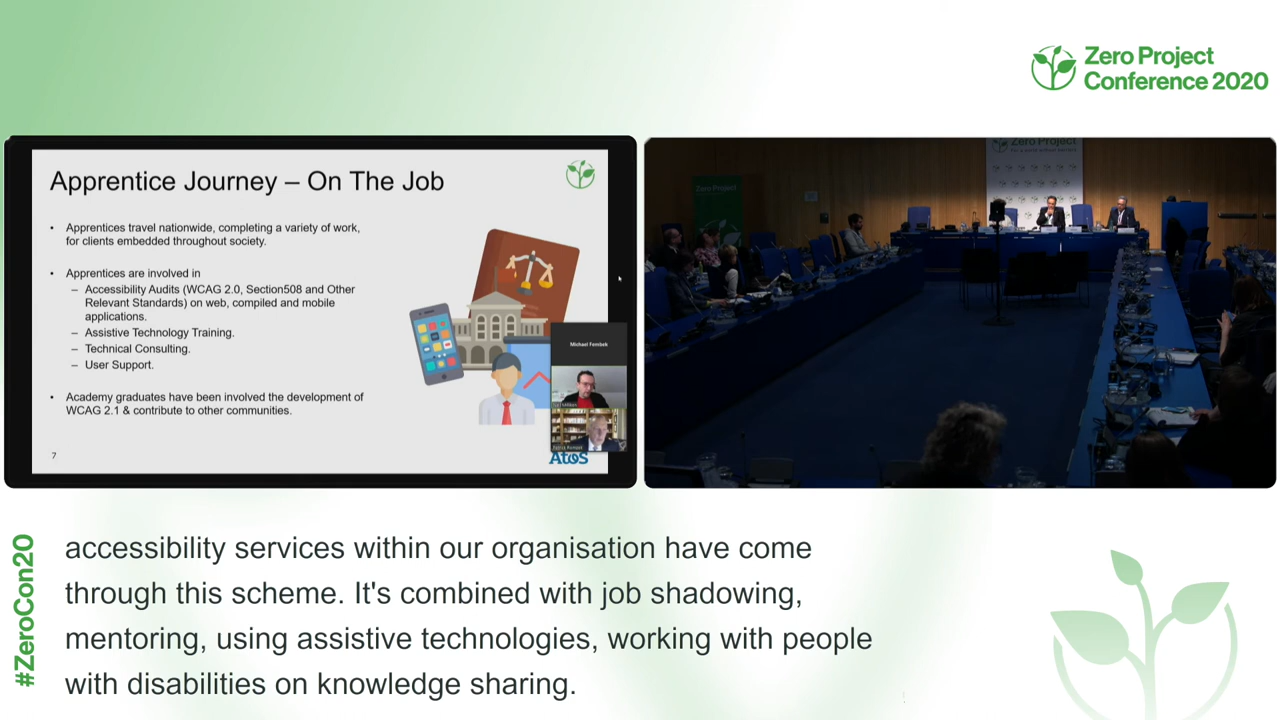 Zero Project
Conference 2020
Apprentice Journey – On The Job
• Apprentices travel nationwide, completing a variety of work,
for clients embedded throughout society.
• Apprentices are involved in
– Accessibility Audits (WCAG 2.0, Section508 and Other
Relevant Standards) on web, compiled and mobile
applications.
– Assistive Technology Training.
– Technical Consulting.
– User Support.
• Academy graduates have been involved the development of
WCAG 2.1 & contribute to other communities.
7
Michael Fembek
Atos
Zero Project
Zero Project
#ZeroCon20
accessibility services within our organisation have come
through this scheme. It's combined with job shadowing,
mentoring, using assistive technologies, working with people
with disabilities on knowledge sharing.